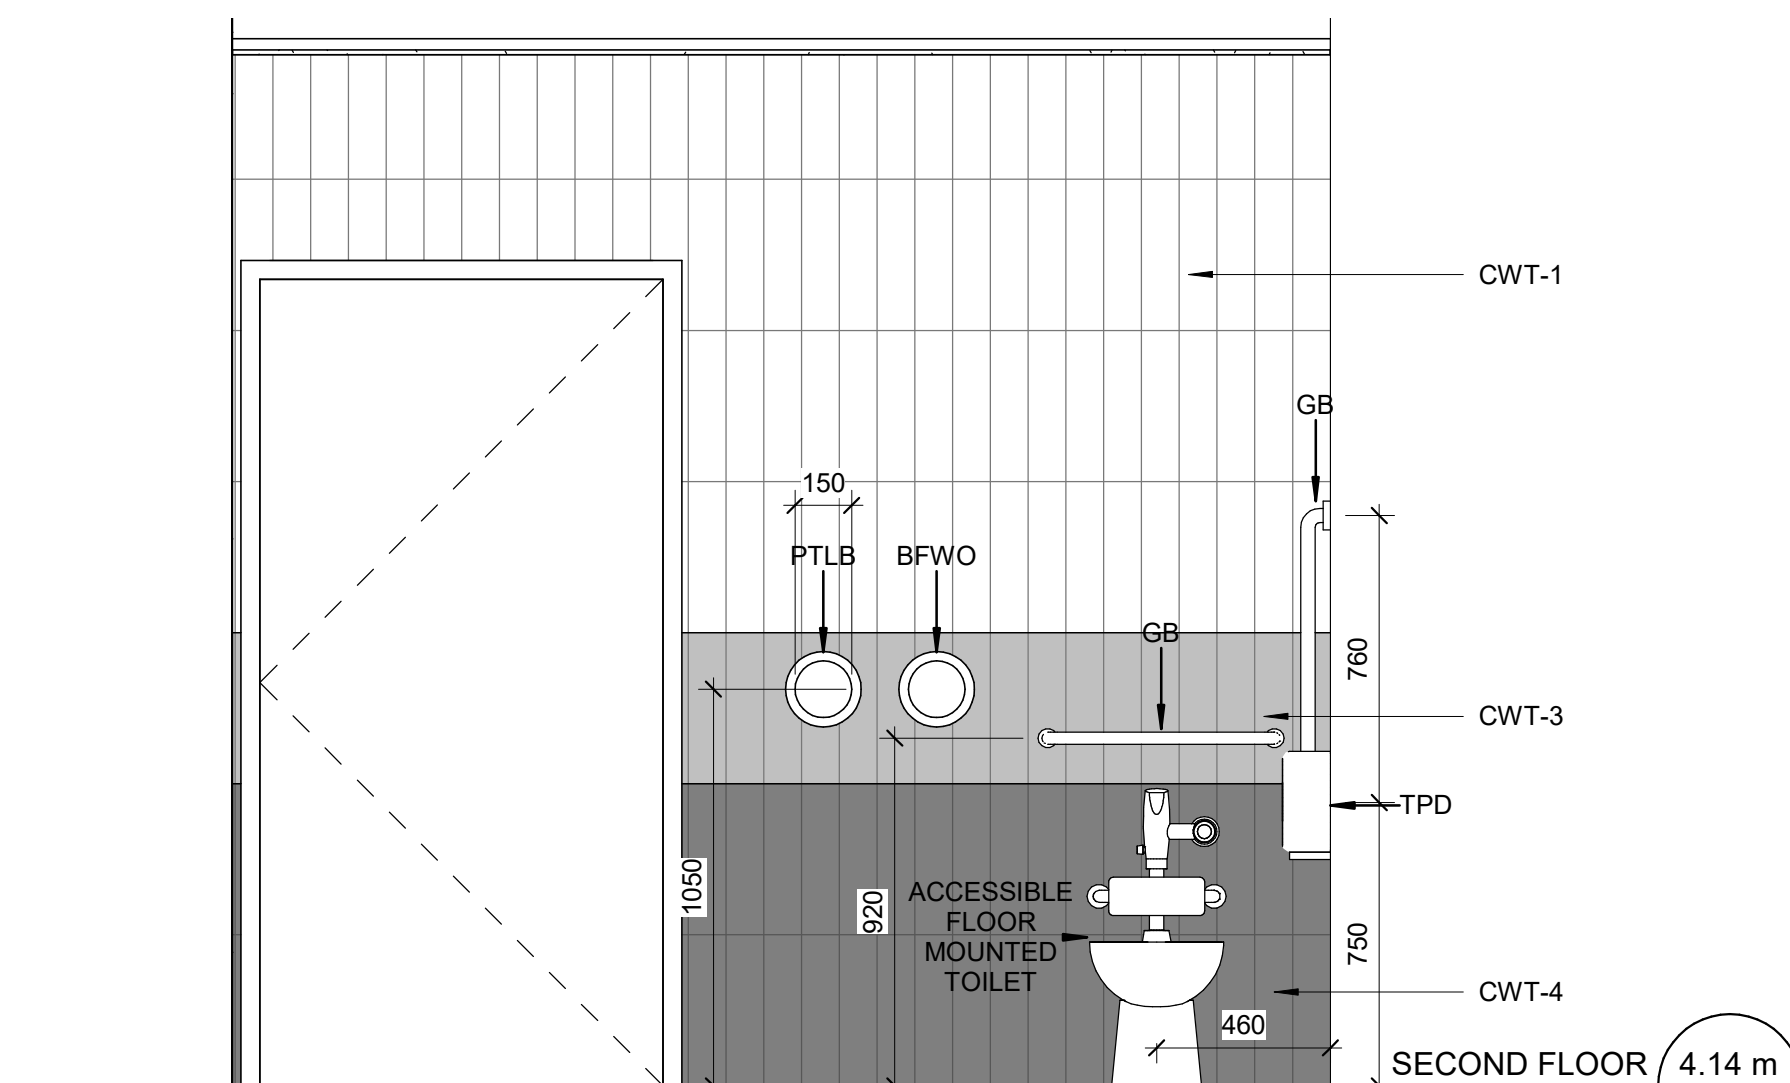 CWT-1
GB
150
PTLB
BFWO
GB
760
CWT-3
TPD
1050
920
ACCESSIBLE
FLOOR
MOUNTED
TOILET
750
CWT-4
460
SECOND FLOOR
4.14 m